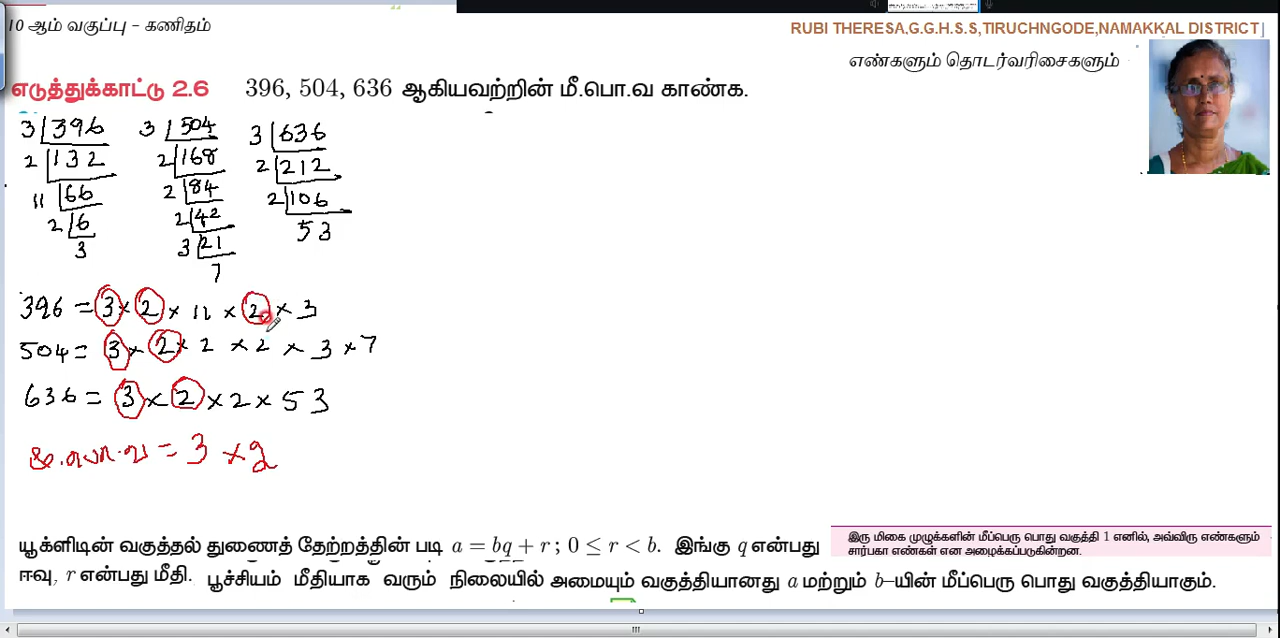 10 ஆம் வகுப்பு – கணிதம்
RUBI THERESA,G.G.H.S.S,TIRUCHNGODE,NAMAKKAL DISTRICT
எண்களும் தொடர்வரிசைகளும்
எடுத்துக்காட்டு 2.6 396, 504, 636 ஆகியவற்றின் மீ.பொ.வ காண்க.
3 | 396 3 | 504 3 | 636
2 | 132 2 | 168 2 | 212
11 | 66 2 | 84 2 | 106
2 | 6 2 | 42 53
3 3 | 21
7
396 = 3 × 2 × 11 × 2 × 3
504 = 3 × 2 × 2 × 2 × 3 × 7
636 = 3 × 2 × 2 × 53
= 3 × 2
யூக்ளிடின் வகுத்தல் துணைத் தேற்றத்தின் படி a = bq + r ; 0 ≤ r < b. இங்கு q என்பது
ஈவு, r என்பது மீதி. பூச்சியம் மீதியாக வரும் நிலையில் அமையும் வகுத்தியானது a மற்றும் b–யின் மீப்பெரு பொது வகுத்தியாகும்.
இரு மிகை முழுக்களின் மீப்பெரு பொது வகுத்தி 1 எனில், அவ்விரு எண்களும்
சார்பகா எண்கள் என அழைக்கப்படுகின்றன.